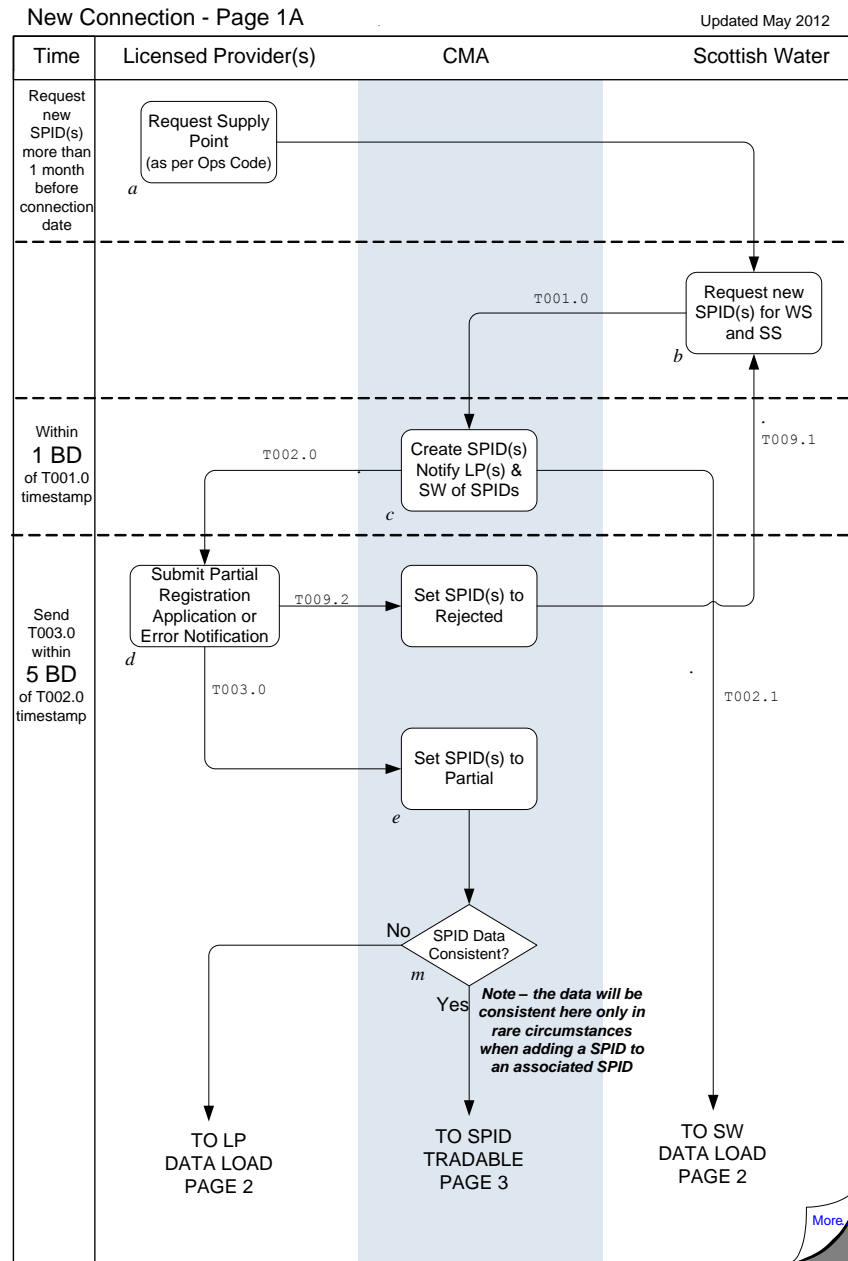 New Connection - Page 1A
Updated May 2012
Time
Licensed Provider(s)
CMA
Scottish Water
Request
new
SPID(s)
more than
1 month
before
connection
date
Request Supply
Point
(as per Ops Code)
a
Request new
SPID(s) for WS
and SS
b
T001.0
T009.1
Within
1 BD
of T001.0
timestamp
T002.0
Create SPID(s)
Notify LP(s) &
SW of SPIDs
c
Send
T003.0
within
5 BD
of T002.0
timestamp
Submit Partial
Registration
Application or
Error Notification
d
T009.2
Set SPID(s) to
Rejected
T003.0
T002.1
Set SPID(s) to
Partial
e
No
SPID Data
Consistent?
m
Yes
Note – the data will be
consistent here only in
rare circumstances
when adding a SPID to
an associated SPID
TO LP
DATA LOAD
PAGE 2
TO SPID
TRADABLE
PAGE 3
TO SW
DATA LOAD
PAGE 2
More.